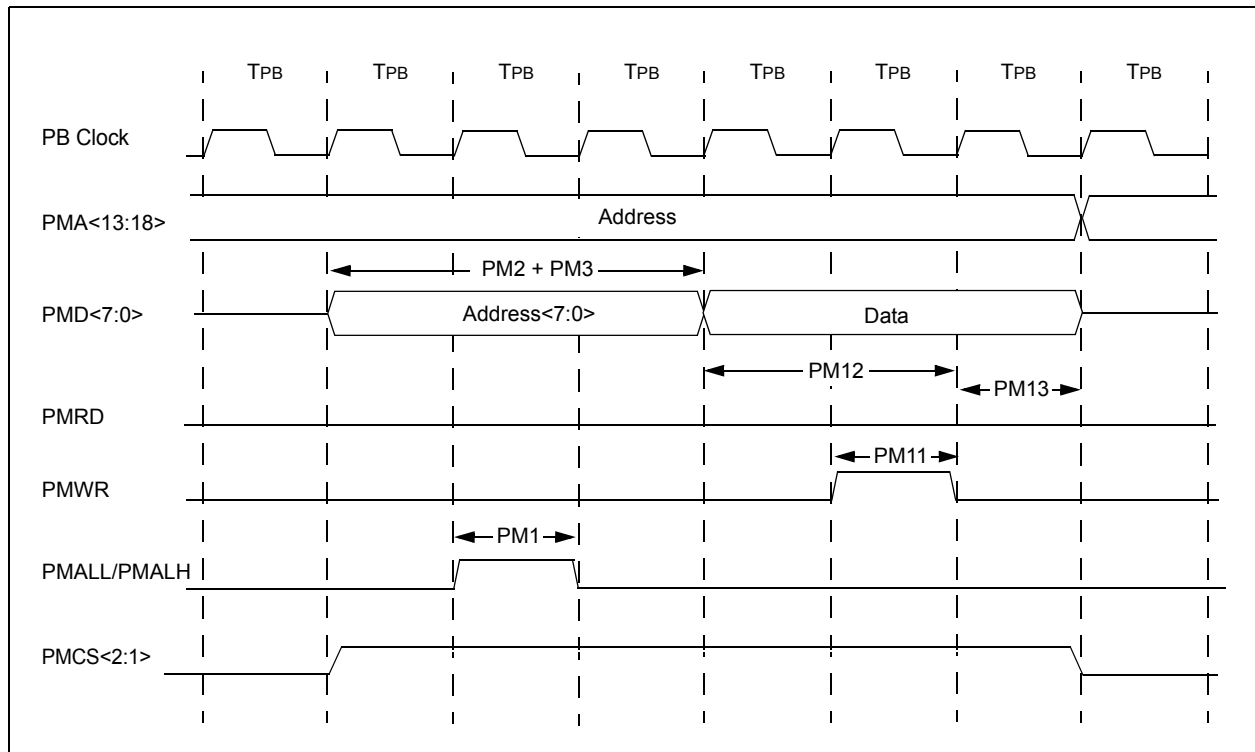 TPB TPB TPB TPB TPB TPB TPB TPB
PB Clock
PMA<13:18>
Address
PM2 + PM3
PMD<7:0>
Address<7:0>
Data
PM12
PM13
PMRD
PM11
PMWR
PM1
PMALL/PMALH
PMCS<2:1>